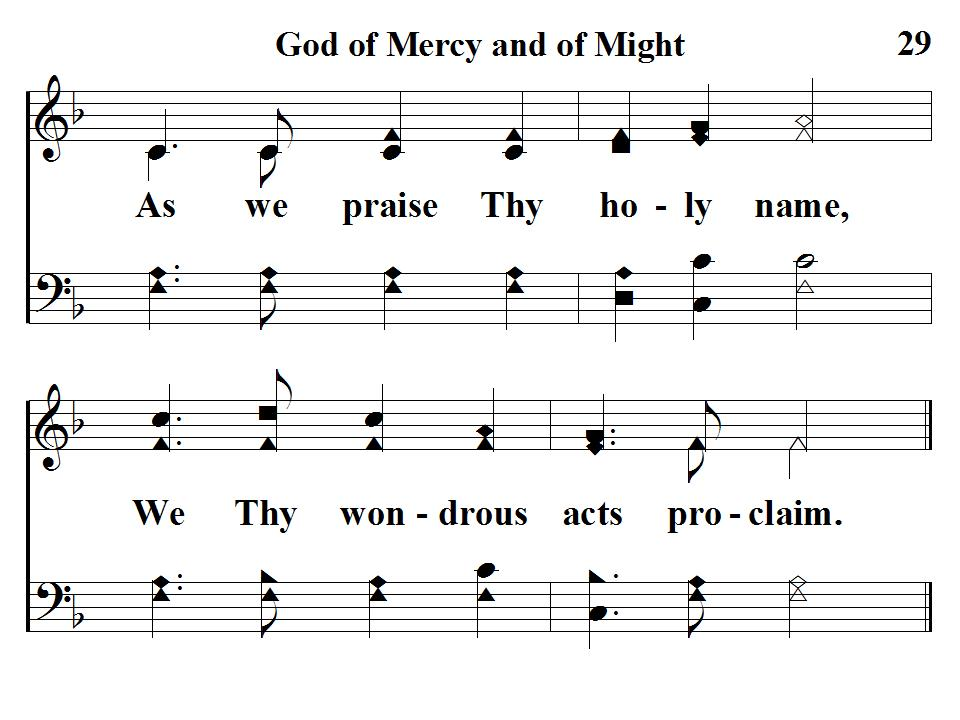 God of Mercy and of Might 29
As we praise Thy ho - ly name,
We Thy won - drous acts pro - claim.